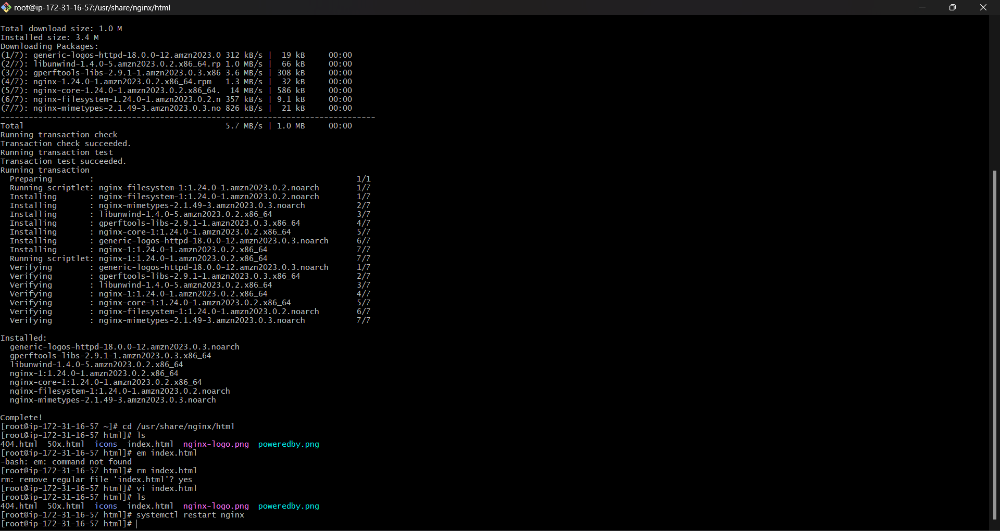 root@ip-172-31-16-57:/usr/share/nginx/html
Total download size: 1.0 M
Installed size: 3.4 M
Downloading Packages:
(1/7): generic-logos-httpd-18.0.0-12.amzn2023.0 312 kB/s |  19 kB     00:00
(2/7): libunwind-1.4.0-5.amzn2023.0.2.x86_64.rp 1.0 MB/s |  66 kB     00:00
(3/7): gperftools-libs-2.9.1-1.amzn2023.0.3.x86 3.6 MB/s | 308 kB     00:00
(4/7): nginx-1.24.0-1.amzn2023.0.2.x86_64.rpm   1.3 MB/s |  32 kB     00:00
(5/7): nginx-core-1.24.0-1.amzn2023.0.2.x86_64.  14 MB/s | 586 kB     00:00
(6/7): nginx-filesystem-1.24.0-1.amzn2023.0.2.n 357 kB/s | 9.1 kB     00:00
(7/7): nginx-mimetypes-2.1.49-3.amzn2023.0.3.no 826 kB/s |  21 kB     00:00
--------------------------------------------------------------------------------
Total                                           5.7 MB/s | 1.0 MB     00:00
Running transaction check
Transaction check succeeded.
Running transaction test
Transaction test succeeded.
Running transaction
  Preparing        :                                                        1/1
  Running scriptlet: nginx-filesystem-1:1.24.0-1.amzn2023.0.2.noarch        1/7
  Installing       : nginx-filesystem-1:1.24.0-1.amzn2023.0.2.noarch        1/7
  Installing       : nginx-mimetypes-2.1.49-3.amzn2023.0.3.noarch           2/7
  Installing       : libunwind-1.4.0-5.amzn2023.0.2.x86_64                  3/7
  Installing       : gperftools-libs-2.9.1-1.amzn2023.0.3.x86_64            4/7
  Installing       : nginx-core-1:1.24.0-1.amzn2023.0.2.x86_64              5/7
  Installing       : generic-logos-httpd-18.0.0-12.amzn2023.0.3.noarch      6/7
  Installing       : nginx-1:1.24.0-1.amzn2023.0.2.x86_64                   7/7
  Running scriptlet: nginx-1:1.24.0-1.amzn2023.0.2.x86_64                   7/7
  Verifying        : generic-logos-httpd-18.0.0-12.amzn2023.0.3.noarch      1/7
  Verifying        : gperftools-libs-2.9.1-1.amzn2023.0.3.x86_64            2/7
  Verifying        : libunwind-1.4.0-5.amzn2023.0.2.x86_64                  3/7
  Verifying        : nginx-1:1.24.0-1.amzn2023.0.2.x86_64                   4/7
  Verifying        : nginx-core-1:1.24.0-1.amzn2023.0.2.x86_64              5/7
  Verifying        : nginx-filesystem-1:1.24.0-1.amzn2023.0.2.noarch        6/7
  Verifying        : nginx-mimetypes-2.1.49-3.amzn2023.0.3.noarch           7/7
Installed:
  generic-logos-httpd-18.0.0-12.amzn2023.0.3.noarch
  gperftools-libs-2.9.1-1.amzn2023.0.3.x86_64
  libunwind-1.4.0-5.amzn2023.0.2.x86_64
  nginx-1:1.24.0-1.amzn2023.0.2.x86_64
  nginx-core-1:1.24.0-1.amzn2023.0.2.x86_64
  nginx-filesystem-1:1.24.0-1.amzn2023.0.2.noarch
  nginx-mimetypes-2.1.49-3.amzn2023.0.3.noarch
Complete!
[root@ip-172-31-16-57 ~]# cd /usr/share/nginx/html
[root@ip-172-31-16-57 html]# ls
404.html  50x.html  icons  index.html  nginx-logo.png  poweredby.png
[root@ip-172-31-16-57 html]# em index.html
-bash: em: command not found
[root@ip-172-31-16-57 html]# rm index.html
rm: remove regular file 'index.html'? yes
[root@ip-172-31-16-57 html]# vi index.html
[root@ip-172-31-16-57 html]# ls
404.html  50x.html  icons  index.html  nginx-logo.png  poweredby.png
[root@ip-172-31-16-57 html]# systemctl restart nginx
[root@ip-172-31-16-57 html]#